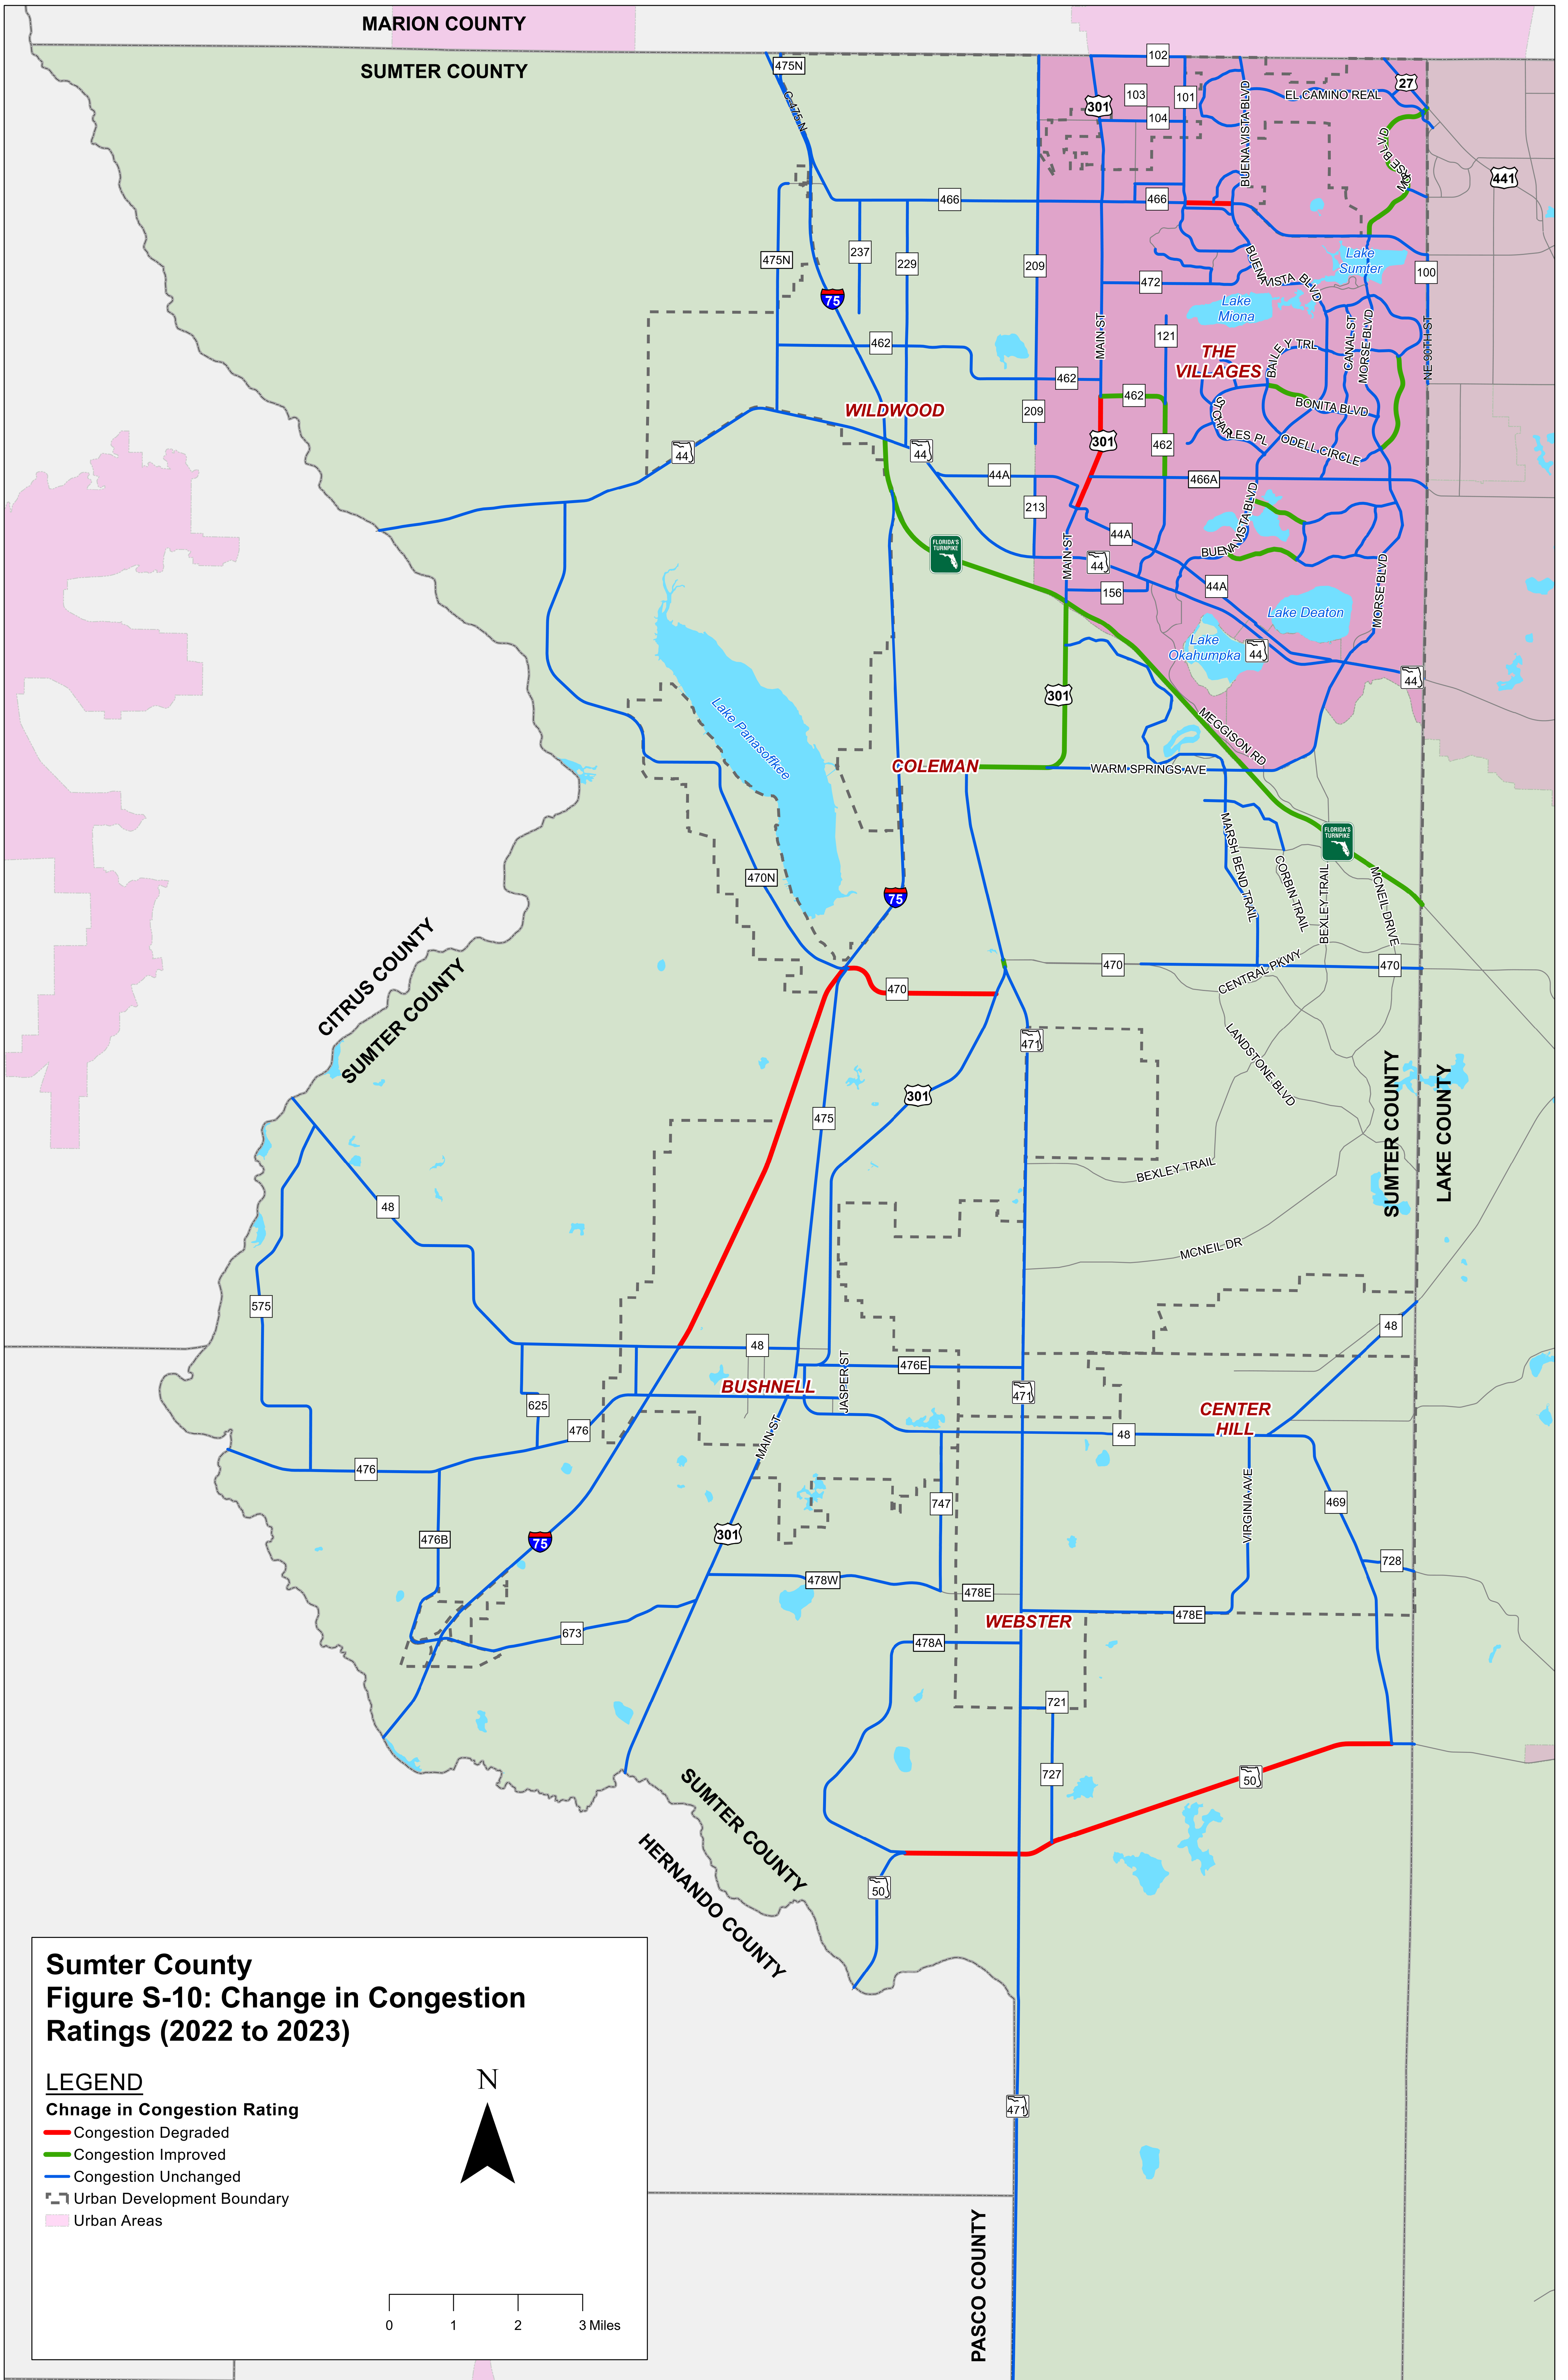 MARION COUNTY
SUMTER COUNTY
475N
C-475 N
102
27
103
101
301
104
BUENA VISTA BLVD
EL CAMINO REAL
MORSE BLVD
441
466
466
475N
237
229
209
472
BUENA VISTA BLVD
Lake
Sumter
100
75
Lake
Miona
462
MAIN ST
121
THE
VILLAGES
BAILEY TRL
CANAL ST
MORSE BLVD
NE 90TH ST
462
462
WILDWOOD
209
ST CHARLES PL
BONITA BLVD
44
44
301
462
ODELL CIRCLE
44A
466A
213
BUENA VISTA BLVD
44A
FLORIDA'S
TURNPIKE
MAIN ST
44
156
44A
Lake Deaton
MORSE BLVD
Lake
Okahumpka
44
44
301
Lake Panasoffkee
MEGGISON RD
COLEMAN
WARM SPRINGS AVE
FLORIDA'S
TURNPIKE
MARSH BEND TRAIL
CORBIN TRAIL
BEXLEY TRAIL
MCNEIL DRIVE
470N
75
CITRUS COUNTY
SUMTER COUNTY
470
470
470
CENTRAL PKWY
471
LANDSTONE BLVD
SUMTER COUNTY
LAKE COUNTY
301
475
BEXLEY TRAIL
48
MCNEIL DR
575
48
48
476E
JASPER ST
BUSHNELL
471
CENTER
HILL
625
476
MAIN ST
48
476
747
VIRGINIA AVE
469
476B
75
301
728
478W
478E
478E
WEBSTER
673
478A
721
727
50
SUMTER COUNTY
HERNANDO COUNTY
50
471
PASCO COUNTY
Sumter County
Figure S-10: Change in Congestion
Ratings (2022 to 2023)
LEGEND
N
Chnage in Congestion Rating
Congestion Degraded
Congestion Improved
Congestion Unchanged
Urban Development Boundary
Urban Areas
0 1 2 3 Miles